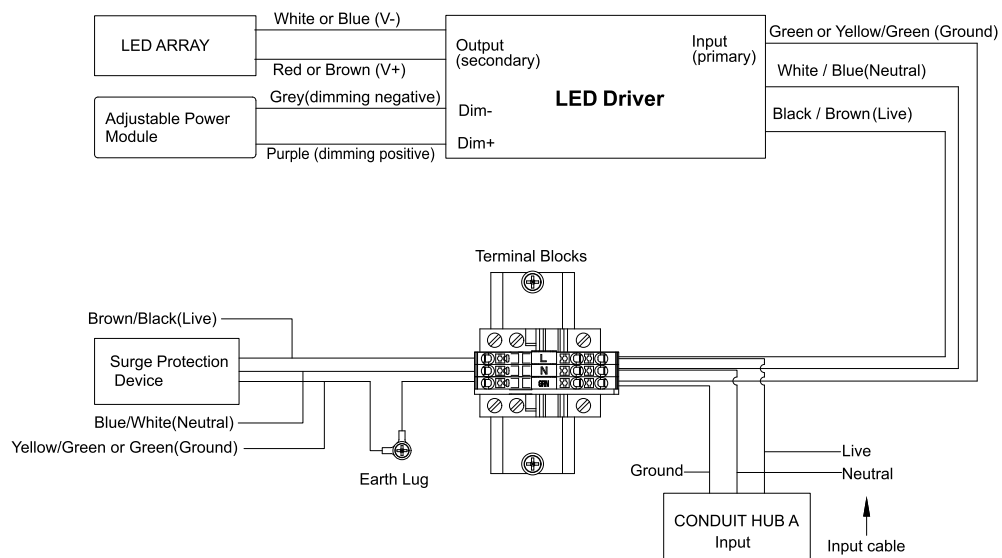 White or Blue (V-)
LED ARRAY
Red or Brown (V+)
Grey(dimming negative)
Adjustable Power
Module
Purple (dimming positive)
Output
(secondary)
Input
(primary)
LED Driver
Dim-
Dim+
Green or Yellow/Green (Ground)
White / Blue(Neutral)
Black / Brown(Live)
Terminal Blocks
Brown/Black(Live)
Surge Protection
Device
Blue/White(Neutral)
Yellow/Green or Green(Ground)
Earth Lug
L
N
GRN
Ground
Live
Neutral
CONDUIT HUB A
Input
Input cable